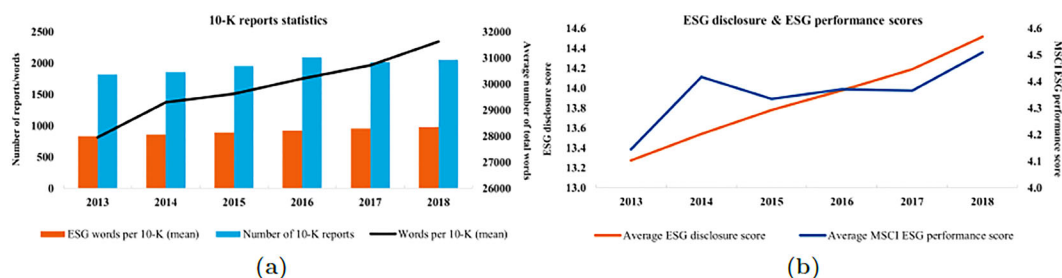 10-K reports statistics
2500
2000
1500
1000
500
0
Number of reports/words
32000
31000
30000
29000
28000
27000
26000
Average number of total words
2013 2014 2015 2016 2017 2018
ESG words per 10-K (mean) Number of 10-K reports Words per 10-K (mean)
(a)
ESG disclosure & ESG performance scores
14.6
14.4
14.2
14.0
13.8
13.6
13.4
13.2
13.0
ESG disclosure score
4.6
4.5
4.4
4.3
4.2
4.1
4.0
MSCI ESG performance score
2013 2014 2015 2016 2017 2018
Average ESG disclosure score Average MSCI ESG performance score
(b)